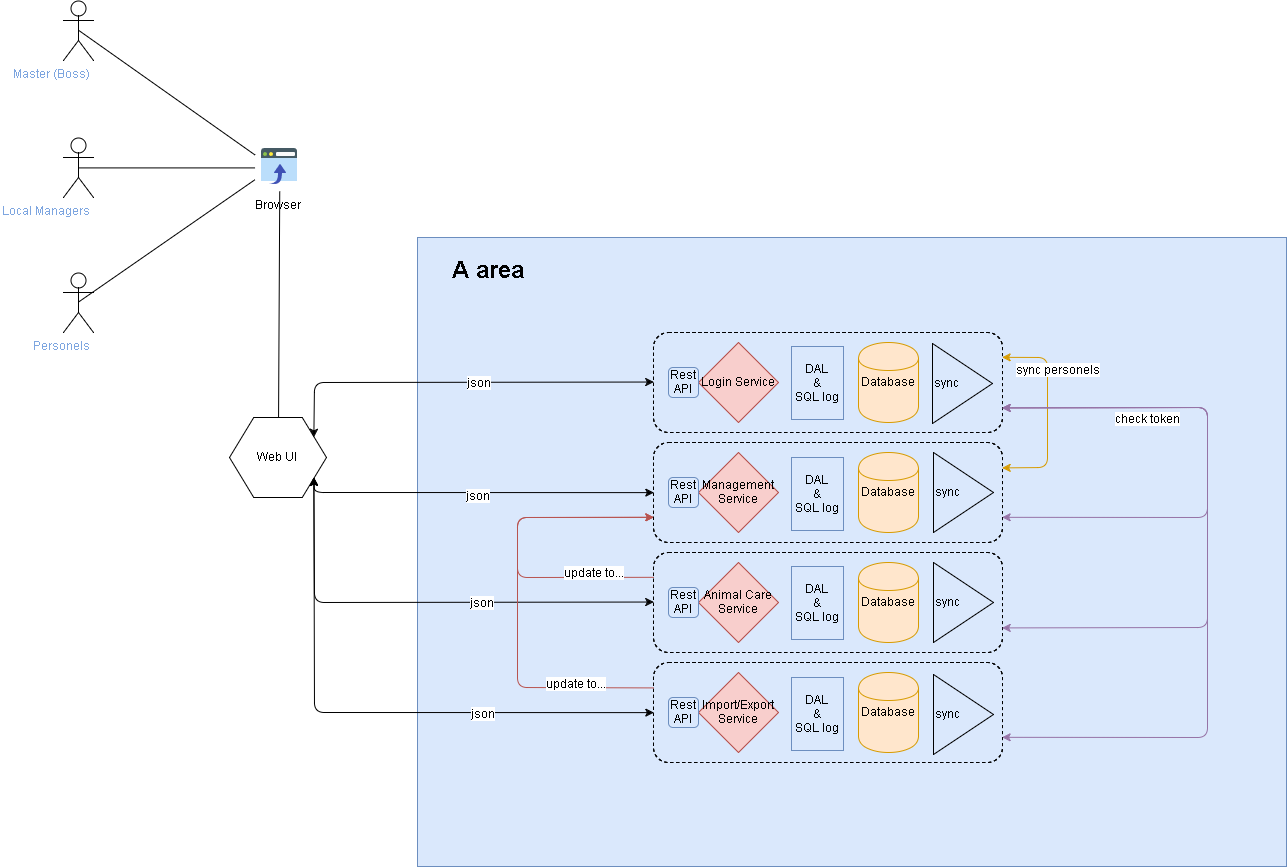 Master (Boss)
Local Managers
Browser
Personels
A area
Web UI
json
Rest
API
Login Service
DAL
&
SQL log
Database
sync
sync personels
check token
json
Rest
API
Management
Service
DAL
&
SQL log
Database
sync
update to...
json
Rest
API
Animal Care
Service
DAL
&
SQL log
Database
sync
update to...
json
Rest
API
Import/Export
Service
DAL
&
SQL log
Database
sync